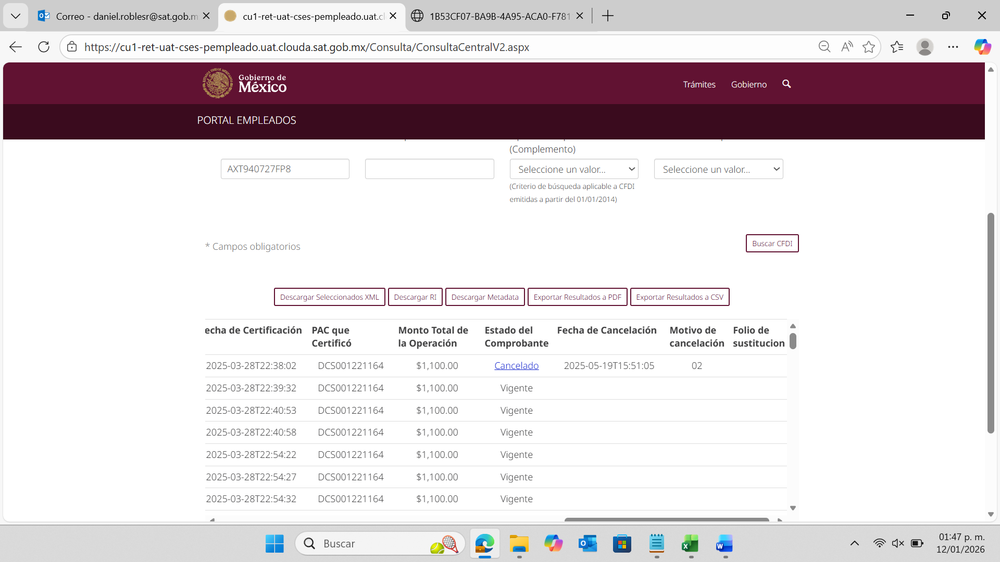 Correo - daniel.roblesr@sat.gob.m
cu1-ret-uat-cses-pempleado.uat.cl
1B53CF07-BA9B-4A95-ACA0-F781
https://cu1-ret-uat-cses-pempleado.uat.clouda.sat.gob.mx/Consulta/ConsultaCentralV2.aspx
Gobierno de
México
Trámites
Gobierno
PORTAL EMPLEADOS
(Complemento)
AXT940727FP8
Seleccione un valor...
Seleccione un valor...
(Criterio de búsqueda aplicable a CFDI
emitidas a partir del 01/01/2014)
* Campos obligatorios
Buscar CFDI
Descargar Seleccionados XML
Descargar RI
Descargar Metadata
Exportar Resultados a PDF
Exportar Resultados a CSV
echa de Certificación
PAC que
Certificó
Monto Total de
la Operación
Estado del
Comprobante
Fecha de Cancelación
Motivo de
cancelación
Folio de
sustitucion
2025-03-28T22:38:02 DCS001221164 $1,100.00 Cancelado 2025-05-19T15:51:05 02
2025-03-28T22:39:32 DCS001221164 $1,100.00 Vigente
2025-03-28T22:40:53 DCS001221164 $1,100.00 Vigente
2025-03-28T22:40:58 DCS001221164 $1,100.00 Vigente
2025-03-28T22:54:22 DCS001221164 $1,100.00 Vigente
2025-03-28T22:54:27 DCS001221164 $1,100.00 Vigente
2025-03-28T22:54:32 DCS001221164 $1,100.00 Vigente
Buscar
01:47 p. m.
12/01/2026